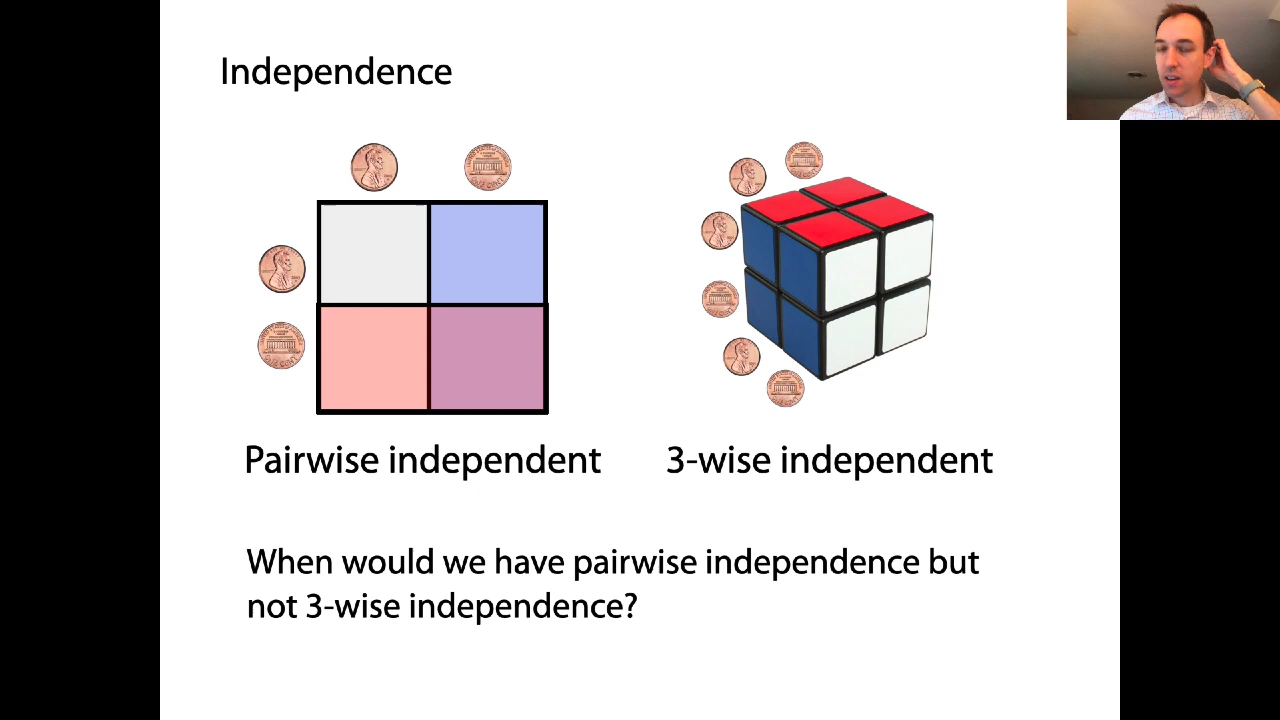 Independence
Pairwise independent
3-wise independent
When would we have pairwise independence but
not 3-wise independence?